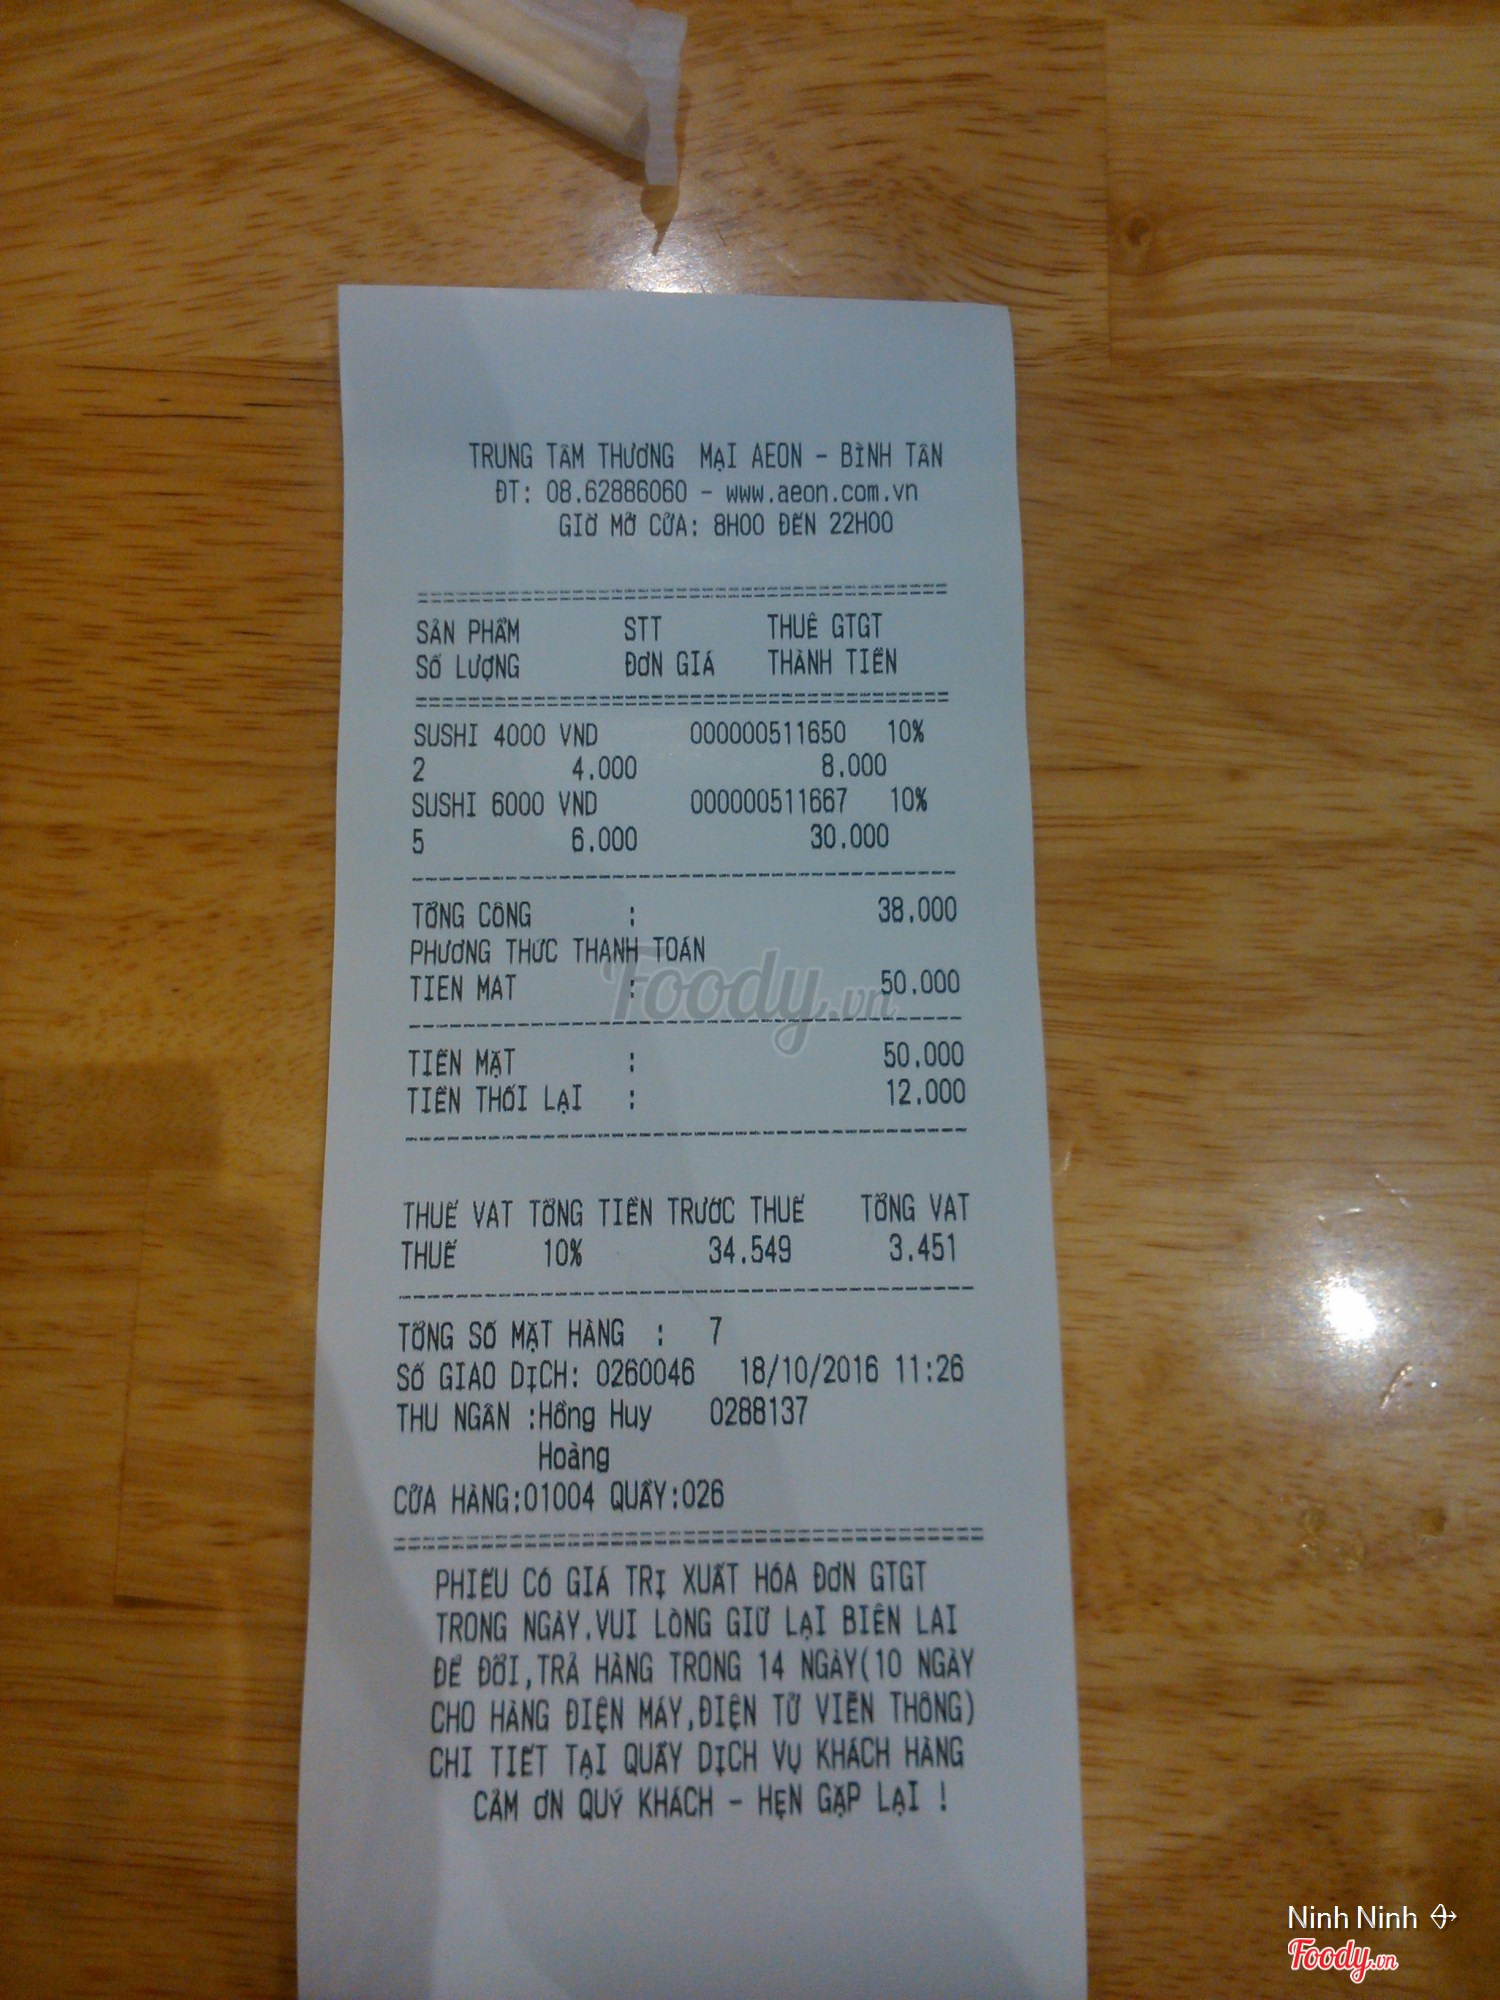 TRUNG TÂM THƯƠNG MẠI AEON - BÌNH TÂN
ĐT: 08.62886060 - www.aeon.com.vn
GIỜ MỞ CỬA: 8H00 ĐẾN 22H00
=========================================
SẢN PHẨM STT THUÊ GTGT
SỐ LƯỢNG ĐƠN GIÁ THÀNH TIỀN
=========================================
SUSHI 4000 VND 000000511650 10%
2 4.000 8.000
SUSHI 6000 VND 000000511667 10%
5 6.000 30.000
-----------------------------------------
TỔNG CÔNG : 38.000
PHƯƠNG THỨC THANH TOÁN
TIEN MAT : 50.000
-----------------------------------------
TIỀN MẶT : 50.000
TIỀN THỐI LẠI : 12.000
-----------------------------------------
THUẾ VAT TỔNG TIỀN TRƯỚC THUẾ TỔNG VAT
THUẾ 10% 34.549 3.451
-----------------------------------------
TỔNG SỐ MẶT HÀNG : 7
SỐ GIAO DỊCH: 0260046 18/10/2016 11:26
THU NGÂN :Hồng Huy 0288137
Hoàng
CỬA HÀNG:01004 QUẦY:026
=========================================
PHIẾU CÓ GIÁ TRỊ XUẤT HÓA ĐƠN GTGT
TRONG NGÀY.VUI LÒNG GIỮ LẠI BIÊN LAI
ĐỂ ĐỔI,TRẢ HÀNG TRONG 14 NGÀY(10 NGÀY
CHO HÀNG ĐIỆN MÁY,ĐIỆN TỬ VIỄN THÔNG)
CHI TIẾT TẠI QUẦY DỊCH VỤ KHÁCH HÀNG
CẢM ƠN QUÝ KHÁCH - HẸN GẶP LẠI !
Foody.vn
Ninh Ninh
Foody.vn